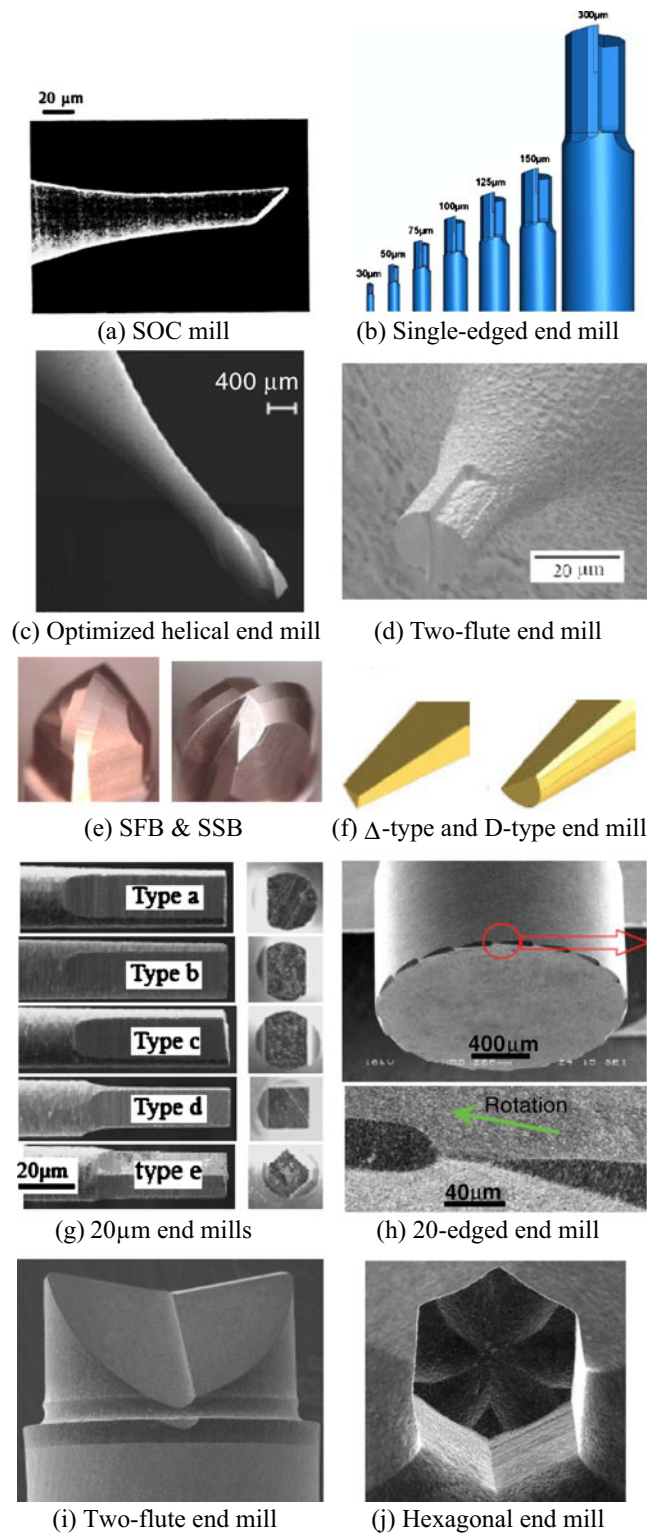 20 µm
300µm
150µm
125µm
100µm
75µm
50µm
30µm
(a) SOC mill
(b) Single-edged end mill
400 µm
20 µm
(c) Optimized helical end mill
(d) Two-flute end mill
(e) SFB & SSB
(f) Δ-type and D-type end mill
Type a
Type b
Type c
Type d
type e
20µm
400µm
Rotation
40µm
(g) 20µm end mills
(h) 20-edged end mill
(i) Two-flute end mill
(j) Hexagonal end mill